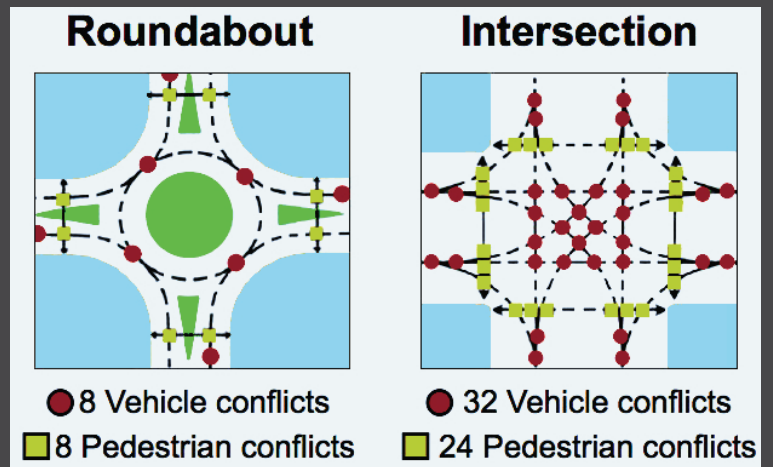 Roundabout
Intersection
8 Vehicle conflicts
8 Pedestrian conflicts
32 Vehicle conflicts
24 Pedestrian conflicts